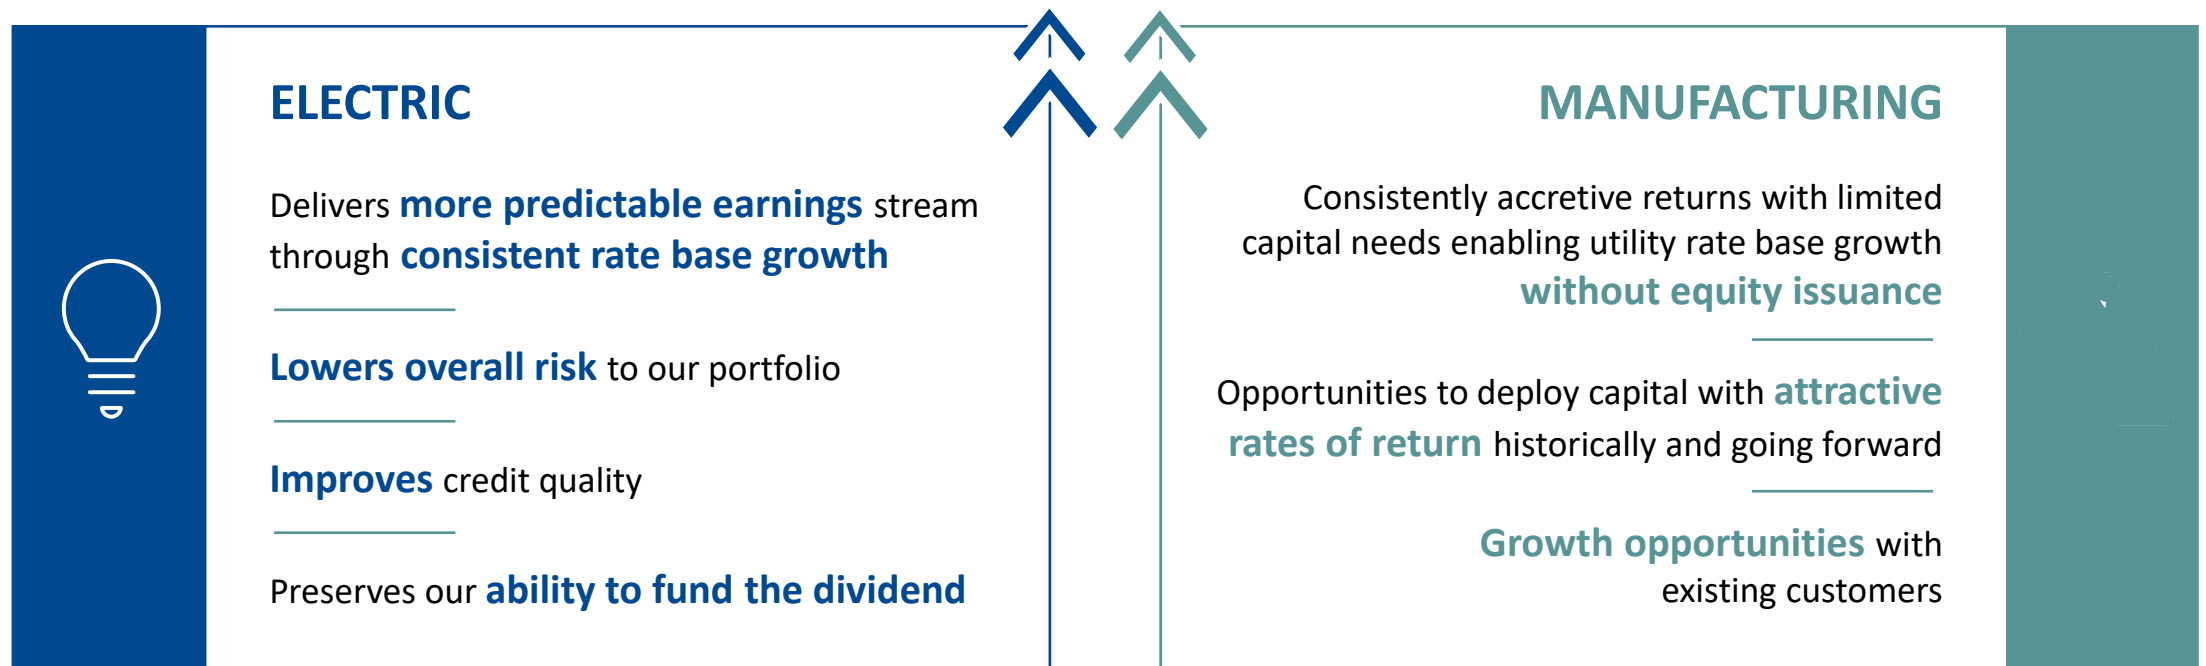 ELECTRIC
Delivers more predictable earnings stream
through consistent rate base growth
Lowers overall risk to our portfolio
Improves credit quality
Preserves our ability to fund the dividend
MANUFACTURING
Consistently accretive returns with limited
capital needs enabling utility rate base growth
without equity issuance
Opportunities to deploy capital with attractive
rates of return historically and going forward
Growth opportunities with
existing customers